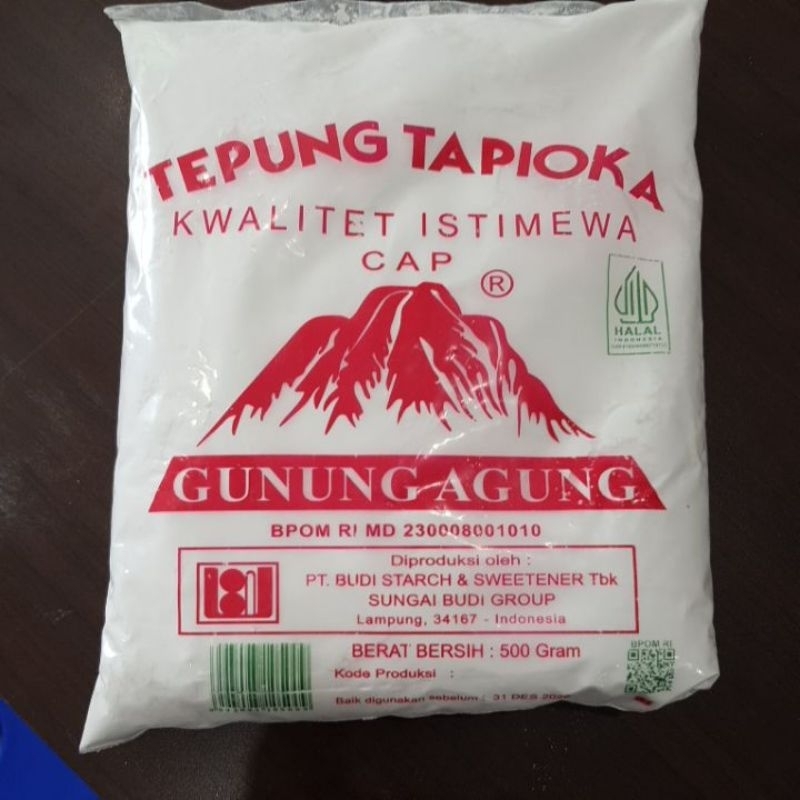 TEPUNG TAPIOKA
KWALITET ISTIMEWA
CAP
®
HALAL
INDONESIA
GUNUNG AGUNG
BPOM RI MD 230008001010
Diproduksi oleh :
PT. BUDI STARCH & SWEETENER Tbk
SUNGAI BUDI GROUP
Lampung, 34167 - Indonesia
BERAT BERSIH : 500 Gram
BPOM RI
Kode Produksi :
Baik digunakan sebelum : 31 DES